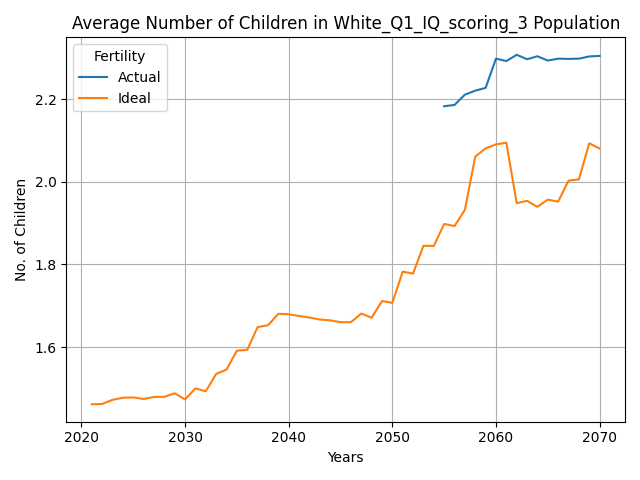 Average Number of Children in White_Q1_IQ_scoring_3 Population
Fertility
Actual
Ideal
No. of Children
2.2
2.0
1.8
1.6
2020 2030 2040 2050 2060 2070
Years